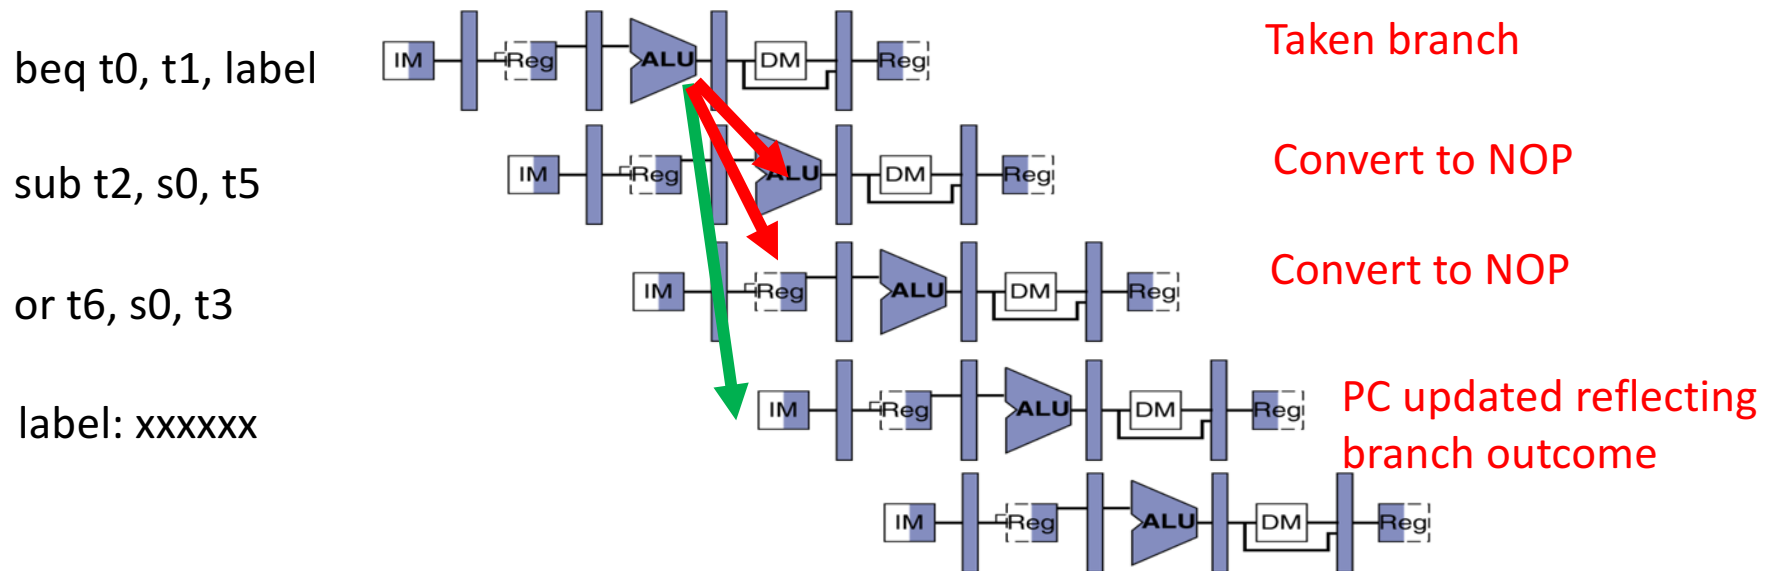 beq t0, t1, label
IM Reg ALU DM Reg
Taken branch
sub t2, s0, t5
IM Reg ALU DM Reg
Convert to NOP
or t6, s0, t3
IM Reg ALU DM Reg
Convert to NOP
label: xxxxxx
IM Reg ALU DM Reg
PC updated reflecting
branch outcome
IM Reg ALU DM Reg